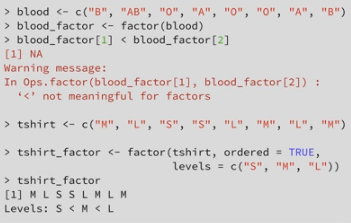 > blood <- c("B", "AB", "O", "A", "O", "O", "A", "B")
> blood_factor <- factor(blood)
> blood_factor[1] < blood_factor[2]
[1] NA
Warning message:
In Ops.factor(blood_factor[1], blood_factor[2]) :
‘<’ not meaningful for factors
> tshirt <- c("M", "L", "S", "S", "L", "M", "L", "M")
> tshirt_factor <- factor(tshirt, ordered = TRUE,
levels = c("S", "M", "L"))
> tshirt_factor
[1] M L S S L M L M
Levels: S < M < L